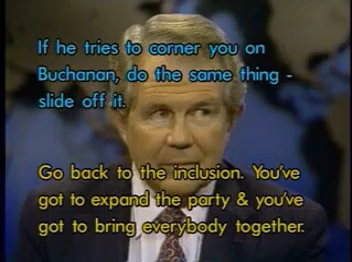 If he tries to corner you on
Buchanan, do the same thing -
slide off it.
Go back to the inclusion. You've
got to expand the party & you've
got to bring everybody together.